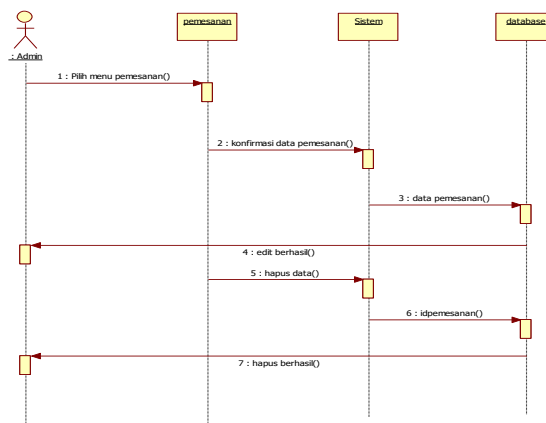 pemesanan
Sistem
database
: Admin
1 : Pilih menu pemesanan()
2 : konfirmasi data pemesanan()
3 : data pemesanan()
4 : edit berhasil()
5 : hapus data()
6 : idpemesanan()
7 : hapus berhasil()